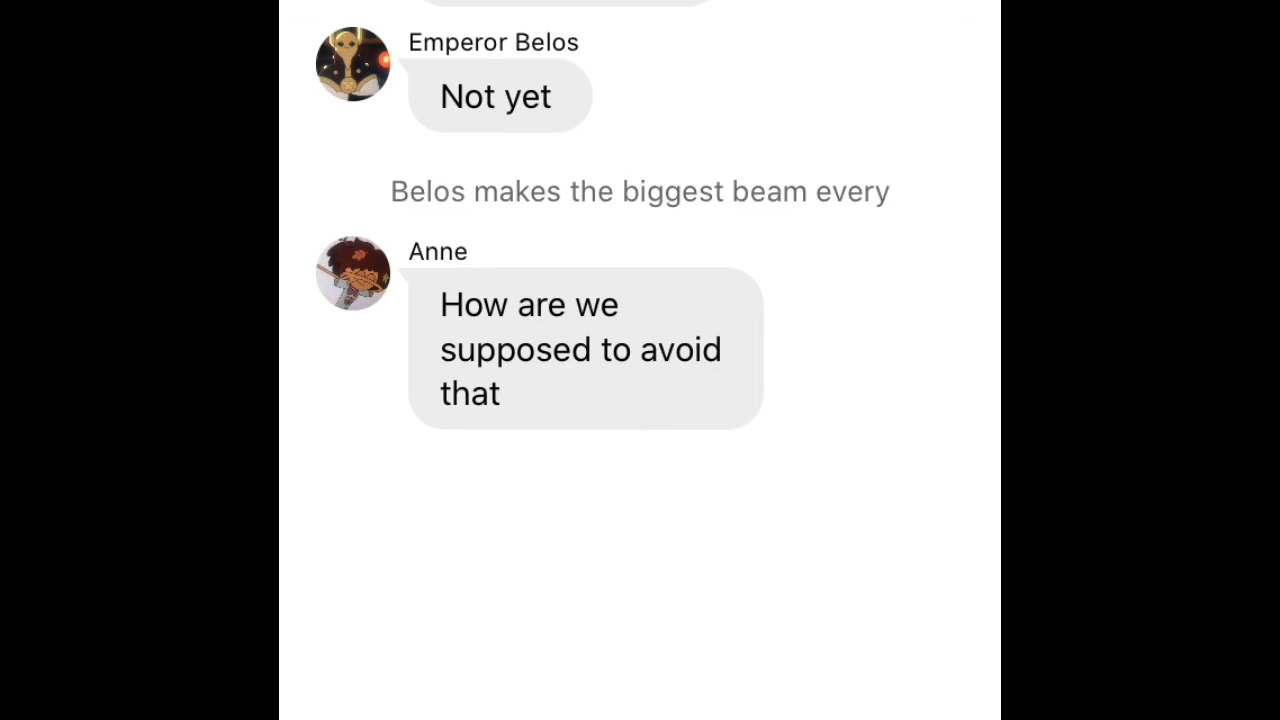 Emperor Belos
Not yet
Belos makes the biggest beam every
Anne
How are we
supposed to avoid
that